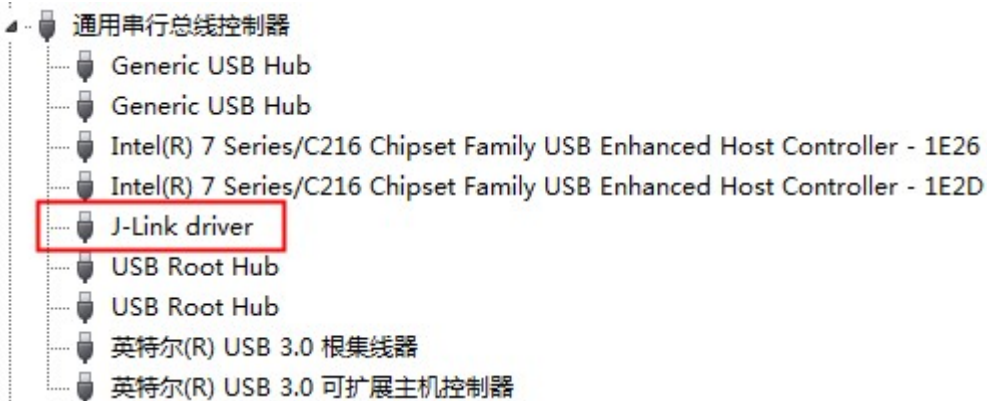 通用串行总线控制器
Generic USB Hub
Generic USB Hub
Intel(R) 7 Series/C216 Chipset Family USB Enhanced Host Controller - 1E26
Intel(R) 7 Series/C216 Chipset Family USB Enhanced Host Controller - 1E2D
J-Link driver
USB Root Hub
USB Root Hub
英特尔(R) USB 3.0 根集线器
英特尔(R) USB 3.0 可扩展主机控制器